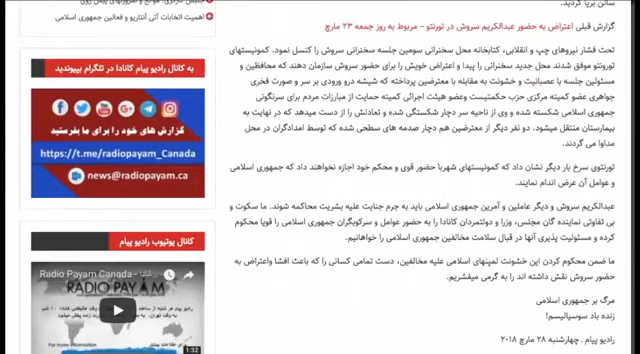 سالن برپا گردید.
گزارش قبلی اعتراض به حضور عبدالکریم سروش در تورنتو – مربوط به روز جمعه ۲۳ مارچ
تحت فشار نیروهای چپ و انقلابی، کتابخانه محل سخنرانی سومین جلسه سخنرانی سروش را کنسل نمود. کمونیستهای
تورنتو موفق شدند محل جدید سخنرانی را پیدا و اعتراض خویش را برای حضور سروش سازمان دهند که محافظین و
مسئولین جلسه با عصبانیت و خشونت به مقابله با معترضین پرداخته که شیشه درو ورودی بر سر و صورت فخری
جواهری عضو کمیته مرکزی حزب حکمتیست وعضو هیئت اجرائی کمیته حمایت از مبارزات مردم برای سرنگونی
جمهوری اسلامی شکسته شده و وی از ناحیه سر دچار شکستگی شده و تعادلش را از دست میدهد که در نهایت به
بیمارستان منتقل میشود. دو نفر دیگر از معترضین هم دچار صدمه های سطحی شده که توسط امدادگران در محل
مداوا می گردند.
تورنتوی سرخ بار دیگر نشان داد که کمونیستهای شهربا حضور قوی و محکم خود اجازه نخواهند داد که جمهوری اسلامی
و عوامل آن عرض اندام نمایند.
عبدالکریم سروش و دیگر عاملین و آمرین جمهوری اسلامی باید به جرم جنایت علیه بشریت محاکمه شوند. ما سکوت و
بی تفاوتی نماینده گان مجلس، وزرا و دولتمردان کانادا را به حضور عوامل و سرکوبگران جمهوری اسلامی را قویا محکوم
کرده و مسئولیت پذیری آنها در قبال سلامت مخالفین جمهوری اسلامی را خواهانیم.
ما ضمن محکوم کردن این خشونت لمپنهای اسلامی علیه مخالفین، دست تمامی کسانی را که باعث افشا واعتراض به
حضور سروش نقش داشته اند را به گرمی میفشریم.
مرگ بر جمهوری اسلامی
زنده باد سوسیالیسم!
رادیو پیام . چهارشنبه ۲۸ مارچ ۲۰۱۸
اهمیت انتخابات آتی آنتاریو و فعالین جمهوری اسلامی
به کانال رادیو پیام کانادا در تلگرام بپیوندید
گزارش های خود را برای ما بفرستید
https://t.me/radiopayam_Canada
news@radiopayam.ca
کانال یوتیوب رادیو پیام
Radio Payam Canada - رادیو
RADIO PAYAM
1:32